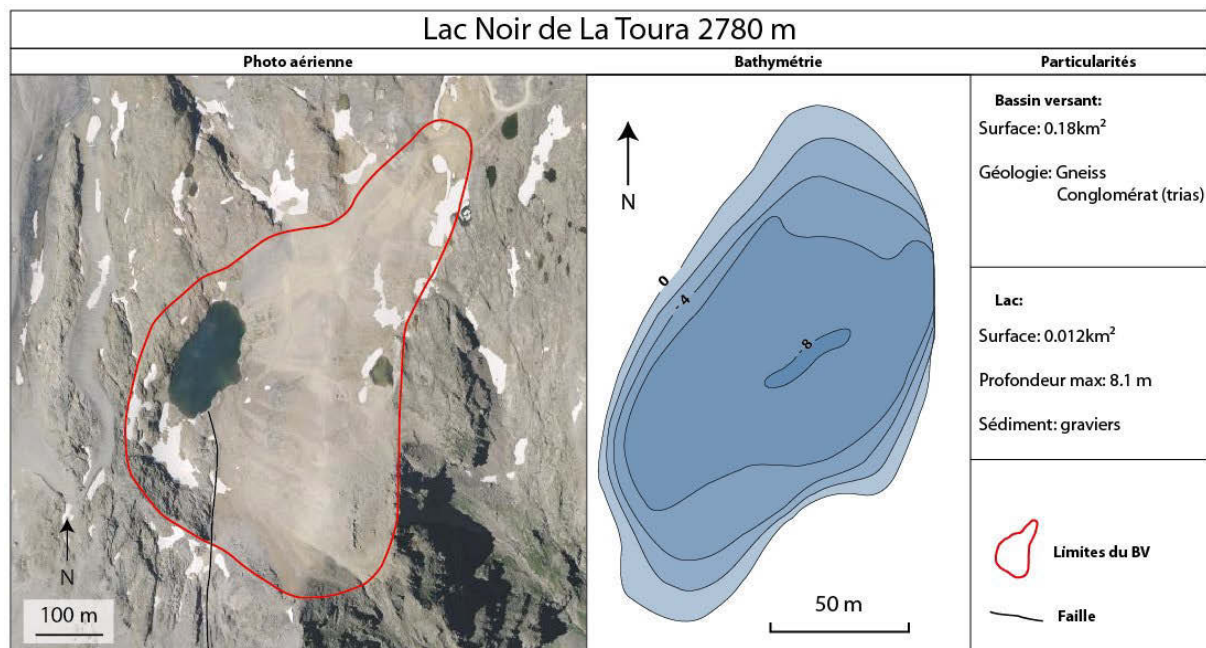 Lac Noir de La Toura 2780 m
Photo aérienne
Bathymétrie
Particularités
N
100 m
N
0
- 4
- 8
50 m
Bassin versant:
Surface: 0.18km²
Géologie: Gneiss
Conglomérat (trias)
Lac:
Surface: 0.012km²
Profondeur max: 8.1 m
Sédiment: graviers
Límites du BV
Faille